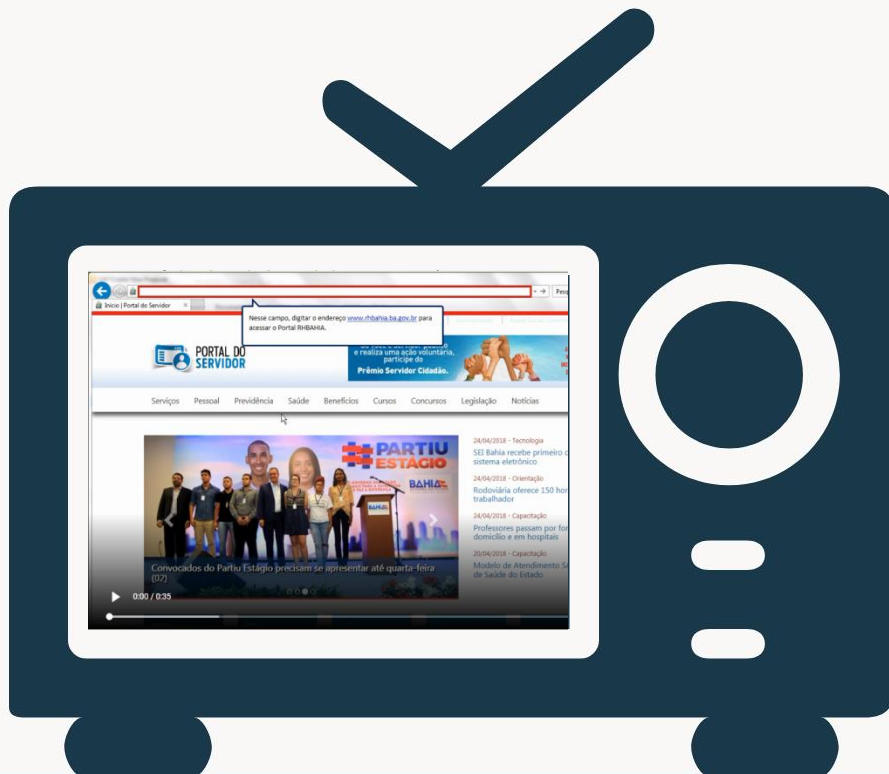 Início | Portal do Servidor
Nesse campo, digitar o endereço www.rhbahia.ba.gov.br para
acessar o Portal RHBAHIA.
PORTAL DO
SERVIDOR
e realiza uma ação voluntária,
participe do
Prêmio Servidor Cidadão.
Serviços Pessoal Previdência Saúde Benefícios Cursos Concursos Legislação Notícias
PARTIU
ESTÁGIO
BAHIA
BAHIA
24/04/2018 - Tecnologia
SEI Bahia recebe primeiro
sistema eletrônico
24/04/2018 - Orientação
Rodoviária oferece 150
trabalhador
24/04/2018 - Capacitação
Professores passam por
domicílio e em hospitais
20/04/2018 - Capacitação
Modelo de Atendimento
de Saúde do Estado
Convocados do Partiu Estágio precisam se apresentar até quarta-feira
(02)
0:00 / 0:35